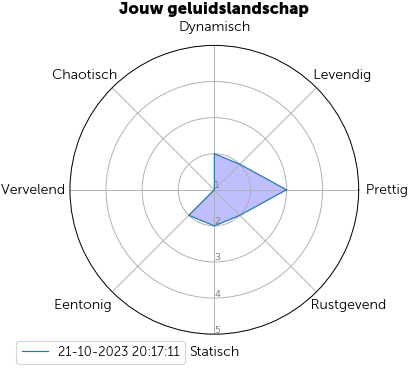 Jouw geluidslandschap
Dynamisch
Chaotisch
Levendig
Vervelend
Prettig
1
2
3
4
5
Eentonig
Rustgevend
21-10-2023 20:17:11
Statisch